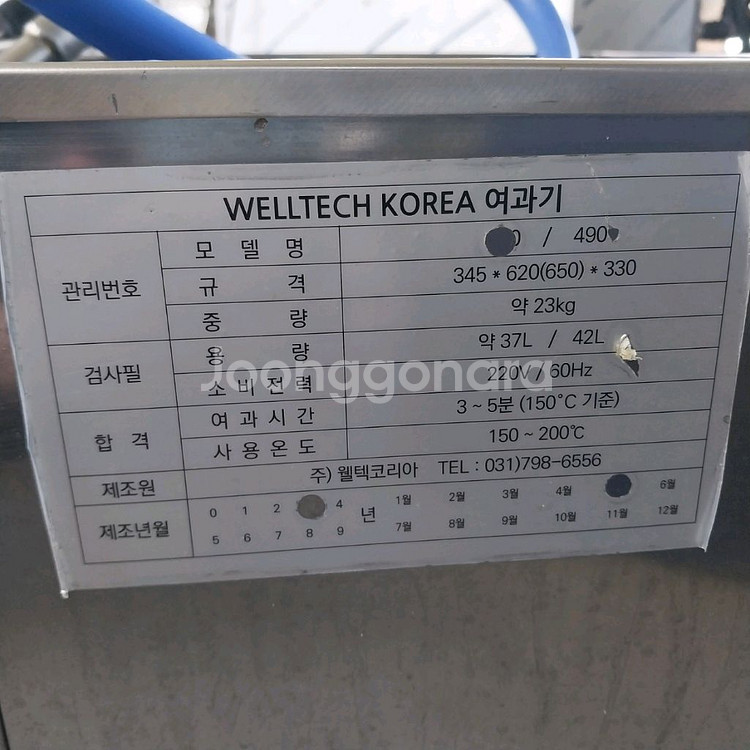 WELLTECH KOREA 여과기
관리번호
모델명 0 / 490
규격 345 * 620(650) * 330
중량 약 23kg
검사필
용량 약 37L / 42L
소비전력 220V / 60Hz
합격
여과시간 3 ~ 5분 (150°C 기준)
사용온도 150 ~ 200℃
제조원 주) 웰텍코리아 TEL : 031)798-6556
제조년월
0 1 2 4 년 1월 2월 3월 4월 6월
5 6 7 8 9 7월 8월 9월 10월 11월 12월
joonggonara